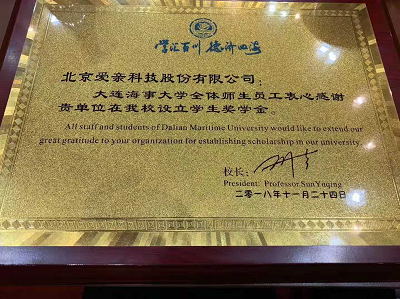 学汇百川 德济四海
北京爱亲科技股份有限公司：
大连海事大学全体师生员工衷心感谢
贵单位在我校设立学生奖学金。
All staff and students of Dalian Maritime University would like to extend our
great gratitude to your organization for establishing scholarship in our university.
校长：
President: Professor SunYuqing
二〇一八年十一月二十四日